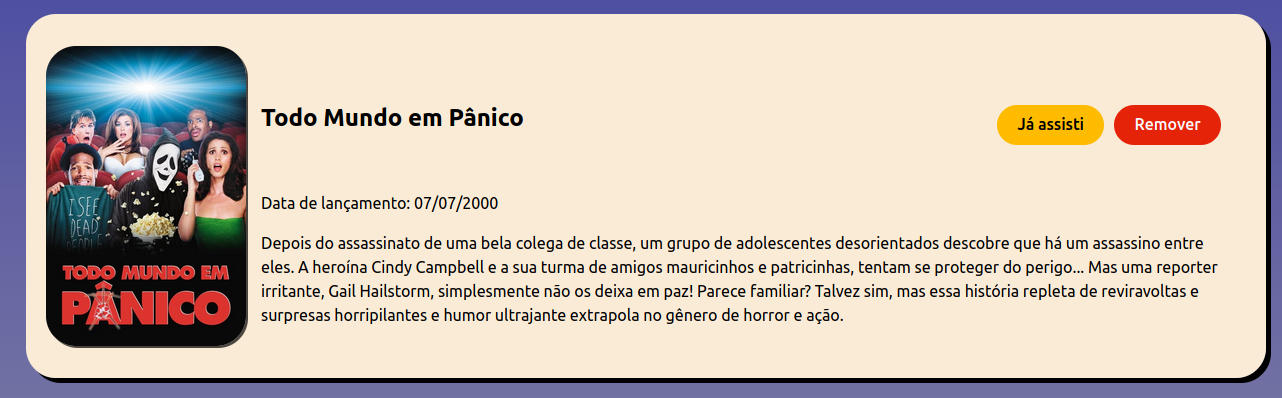 I SEE
DEAD
PEOPLE
TODO MUNDO EM
PÂNICO
Todo Mundo em Pânico
Já assisti
Remover
Data de lançamento: 07/07/2000
Depois do assassinato de uma bela colega de classe, um grupo de adolescentes desorientados descobre que há um assassino entre
eles. A heroína Cindy Campbell e a sua turma de amigos mauricinhos e patricinhas, tentam se proteger do perigo... Mas uma reporter
irritante, Gail Hailstorm, simplesmente não os deixa em paz! Parece familiar? Talvez sim, mas essa história repleta de reviravoltas e
surpresas horripilantes e humor ultrajante extrapola no gênero de horror e ação.